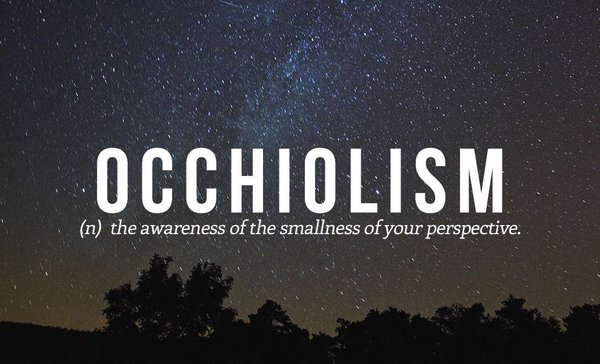 OCCHIOLISM
(n) the awareness of the smallness of your perspective.